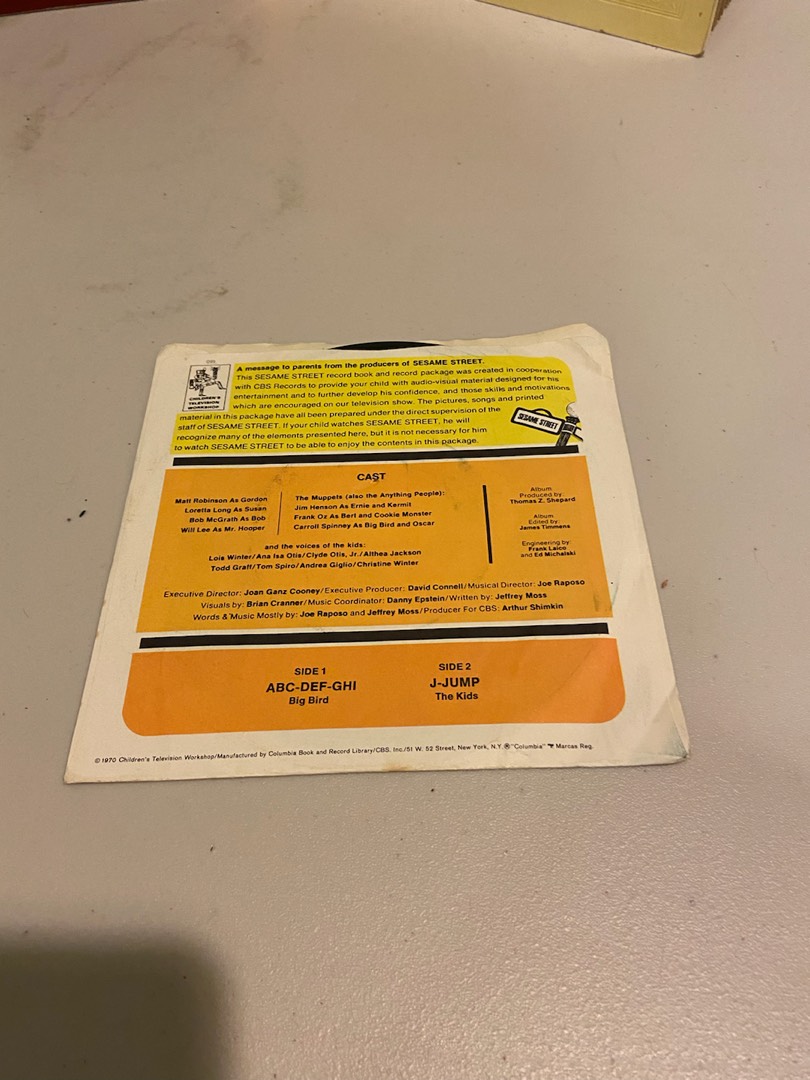 CHILDREN'S
TELEVISION
WORKSHOP
A message to parents from the producers of SESAME STREET.
This SESAME STREET record book and record package was created in cooperation
with CBS Records to provide your child with audio-visual material designed for his
entertainment and to further develop his confidence, and those skills and motivations
which are encouraged on our television show. The pictures, songs and printed
material in this package have all been prepared under the direct supervision of the
staff of SESAME STREET. If your child watches SESAME STREET, he will
recognize many of the elements presented here, but it is not necessary for him
to watch SESAME STREET to be able to enjoy the contents in this package.
SESAME STREET
CAST
Matt Robinson As Gordon
Loretta Long As Susan
Bob McGrath As Bob
Will Lee As Mr. Hooper
The Muppets (also the Anything People):
Jim Henson As Ernie and Kermit
Frank Oz As Bert and Cookie Monster
Carroll Spinney As Big Bird and Oscar
and the voices of the kids:
Lois Winter/Ana Isa Otis/Clyde Otis, Jr./Althea Jackson
Todd Graff/Tom Spiro/Andrea Giglio/Christine Winter
Album
Produced by:
Thomas Z. Shepard
Album
Edited by:
James Timmens
Engineering by:
Frank Laico
and Ed Michalski
Executive Director: Joan Ganz Cooney/Executive Producer: David Connell/Musical Director: Joe Raposo
Visuals by: Brian Cranner/Music Coordinator: Danny Epstein/Written by: Jeffrey Moss
Words & Music Mostly by: Joe Raposo and Jeffrey Moss/Producer For CBS: Arthur Shimkin
SIDE 1
ABC-DEF-GHI
Big Bird
SIDE 2
J-JUMP
The Kids
© 1970 Children's Television Workshop/Manufactured by Columbia Book and Record Library/CBS, Inc./51 W. 52 Street, New York, N.Y. ® "Columbia" Marcas Reg.